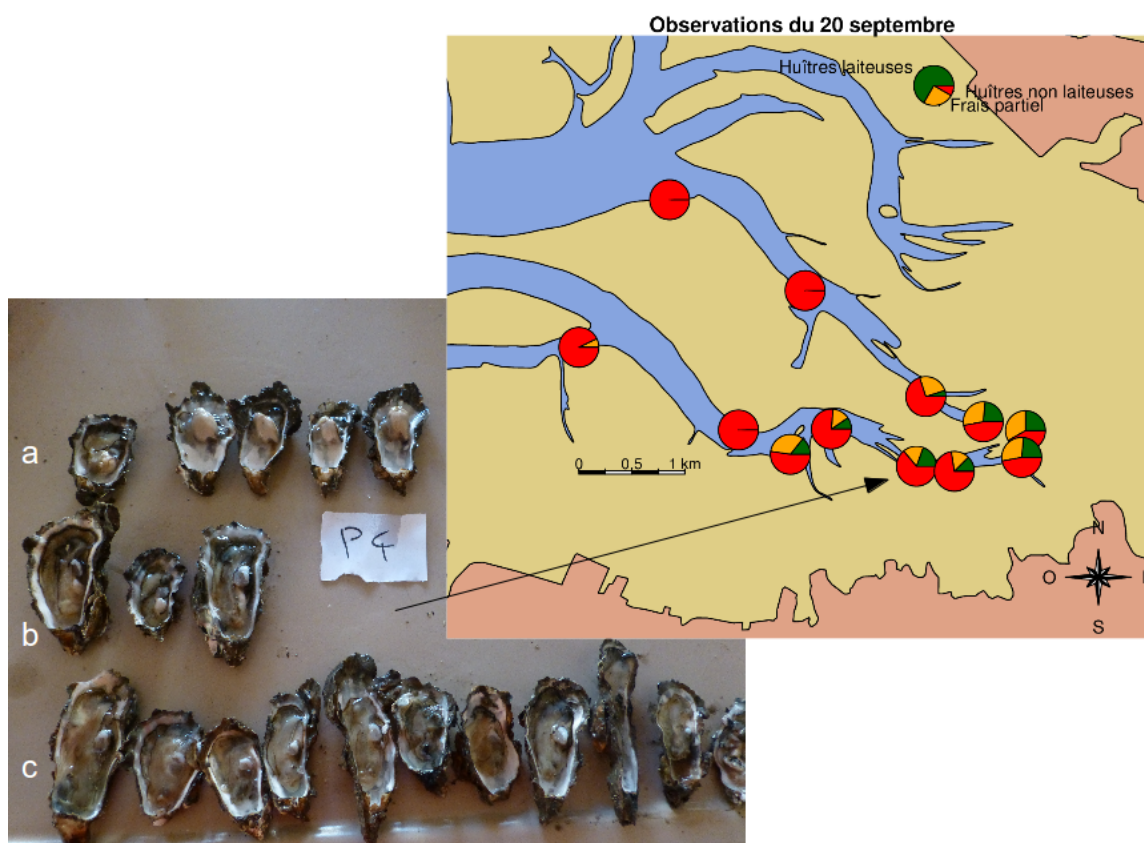 Observations du 20 septembre
Huîtres laiteuses
Huîtres non laiteuses
Frais partiel
0 0.5 1 km
N
O
S
a
P4
b
c